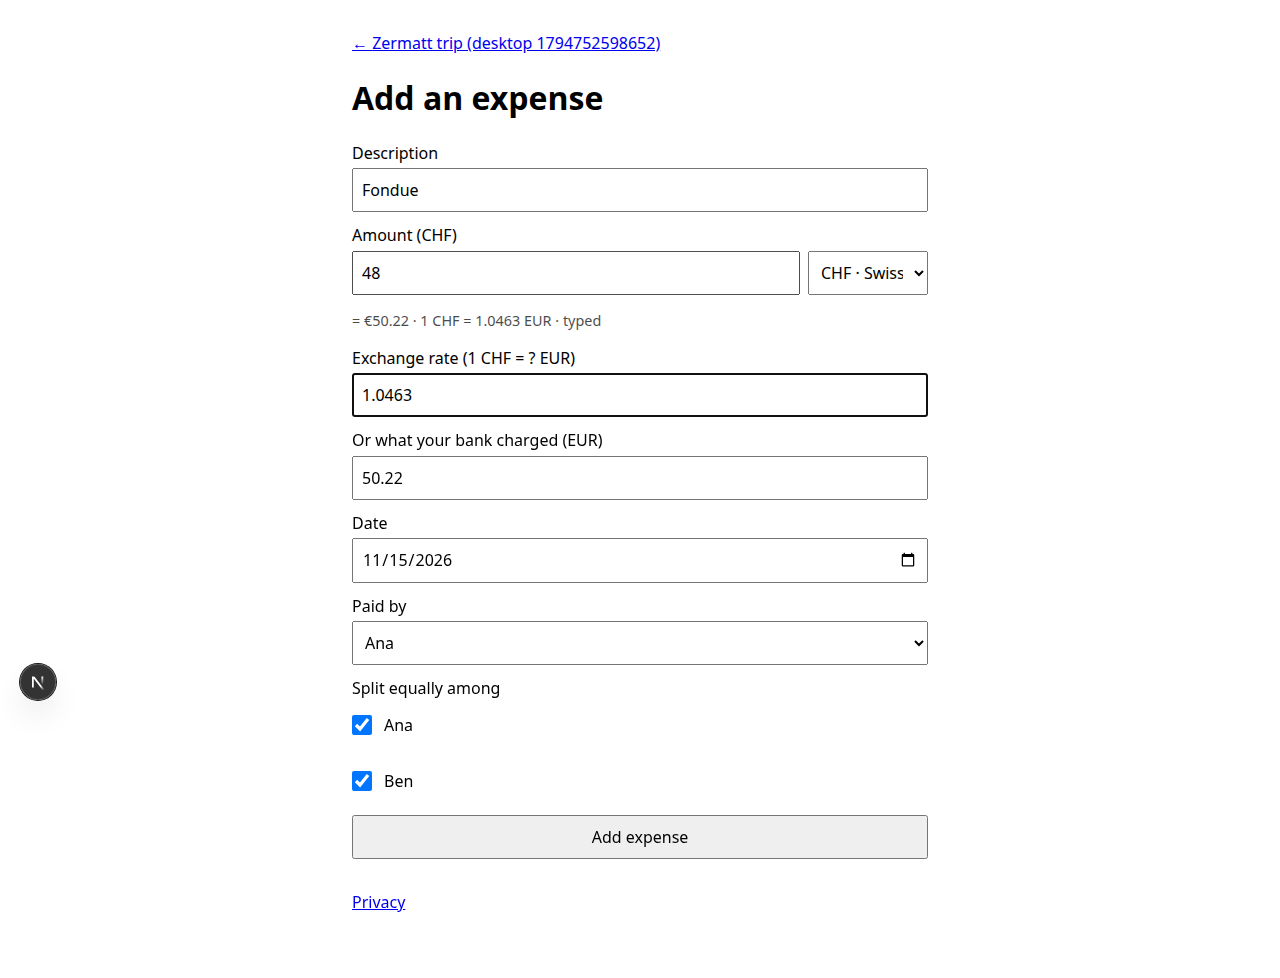 ← Zermatt trip (desktop 1794752598652)
Add an expense
Description
Fondue
Amount (CHF)
48
CHF · Swiss
= €50.22 · 1 CHF = 1.0463 EUR · typed
Exchange rate (1 CHF = ? EUR)
1.0463
Or what your bank charged (EUR)
50.22
Date
11/15/2026
Paid by
Ana
Split equally among
Ana
Ben
Add expense
Privacy
N